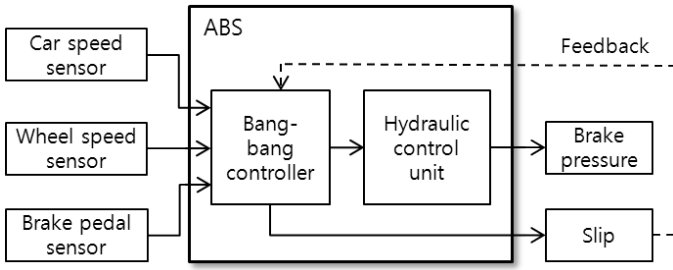 ABS
Car speed
sensor
Feedback
Wheel speed
sensor
Bang-
bang
controller
Hydraulic
control
unit
Brake
pressure
Brake pedal
sensor
Slip